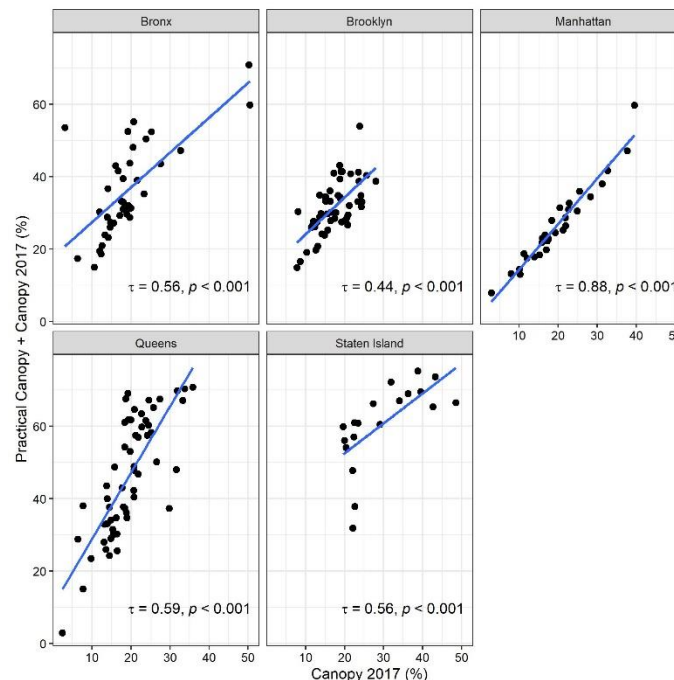 Bronx
Brooklyn
Manhattan
60
40
20
0
τ = 0.56, p < 0.001
τ = 0.44, p < 0.001
τ = 0.88, p < 0.001
Queens
Staten Island
10 20 30 40 50
60
40
20
0
τ = 0.59, p < 0.001
τ = 0.56, p < 0.001
10 20 30 40 50
10 20 30 40 50
Practical Canopy + Canopy 2017 (%)
Canopy 2017 (%)